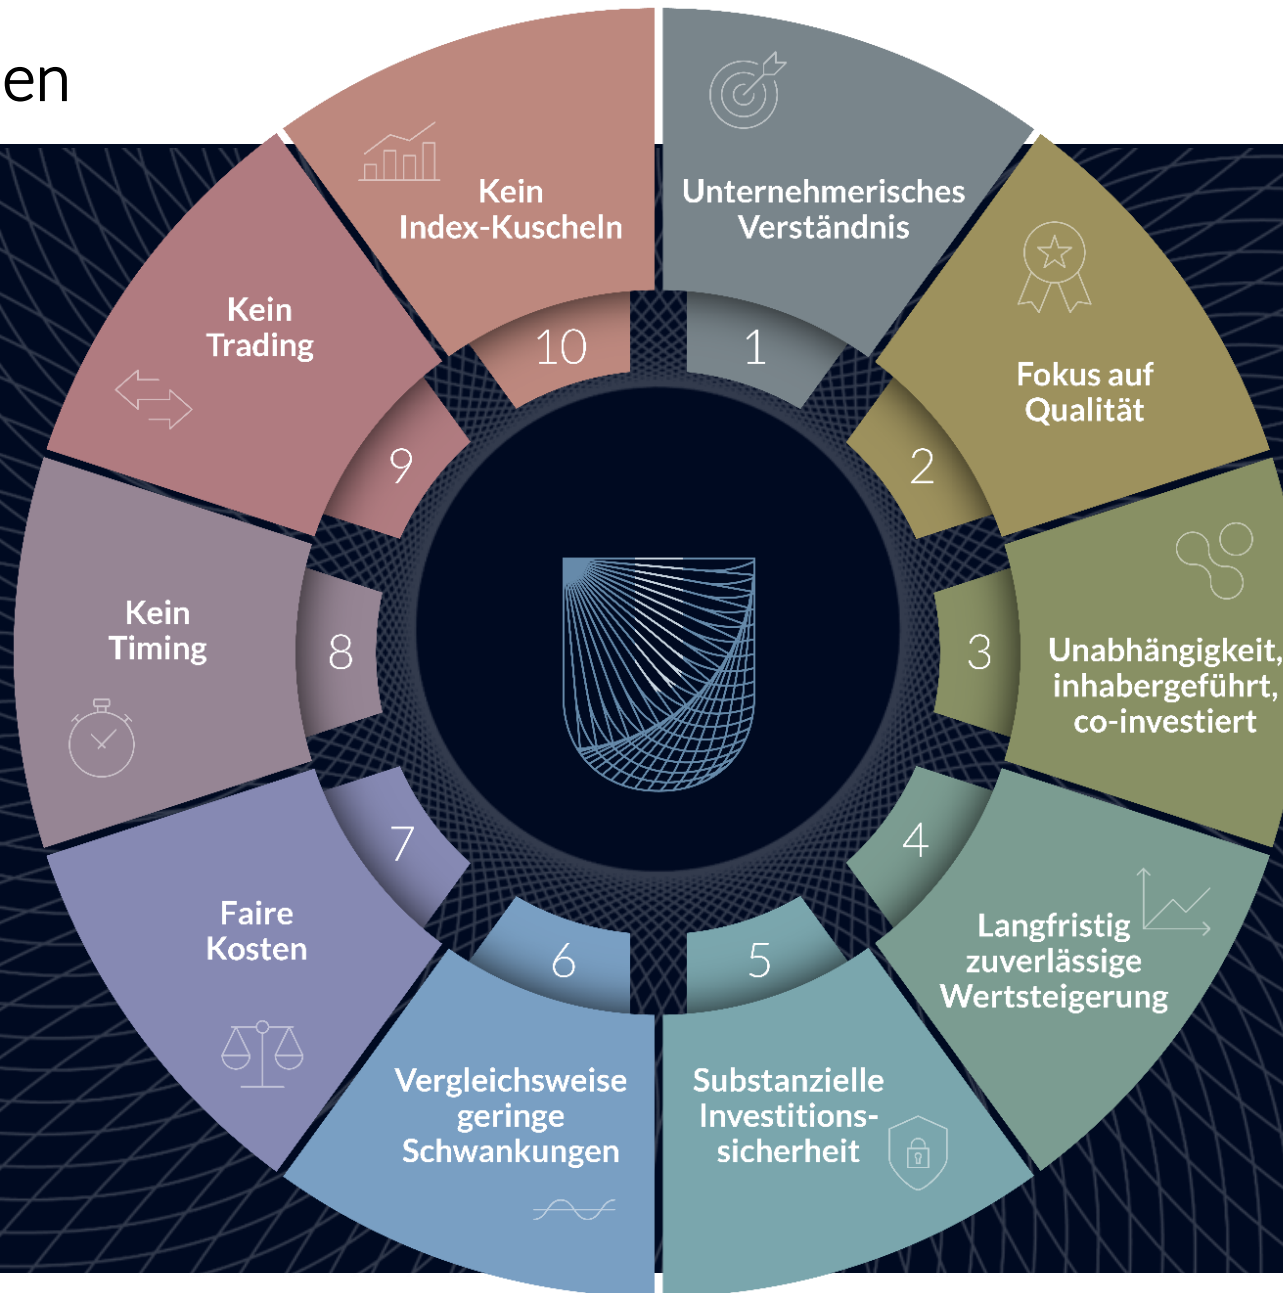 en
Kein
Index-Kuscheln
10
Unternehmerisches
Verständnis
1
Fokus auf
Qualität
2
Unabhängigkeit,
inhabergeführt,
co-investiert
3
Langfristig
zuverlässige
Wertsteigerung
4
Substanzielle
Investitions-
sicherheit
5
Vergleichsweise
geringe
Schwankungen
6
Faire
Kosten
7
Kein
Timing
8
Kein
Trading
9